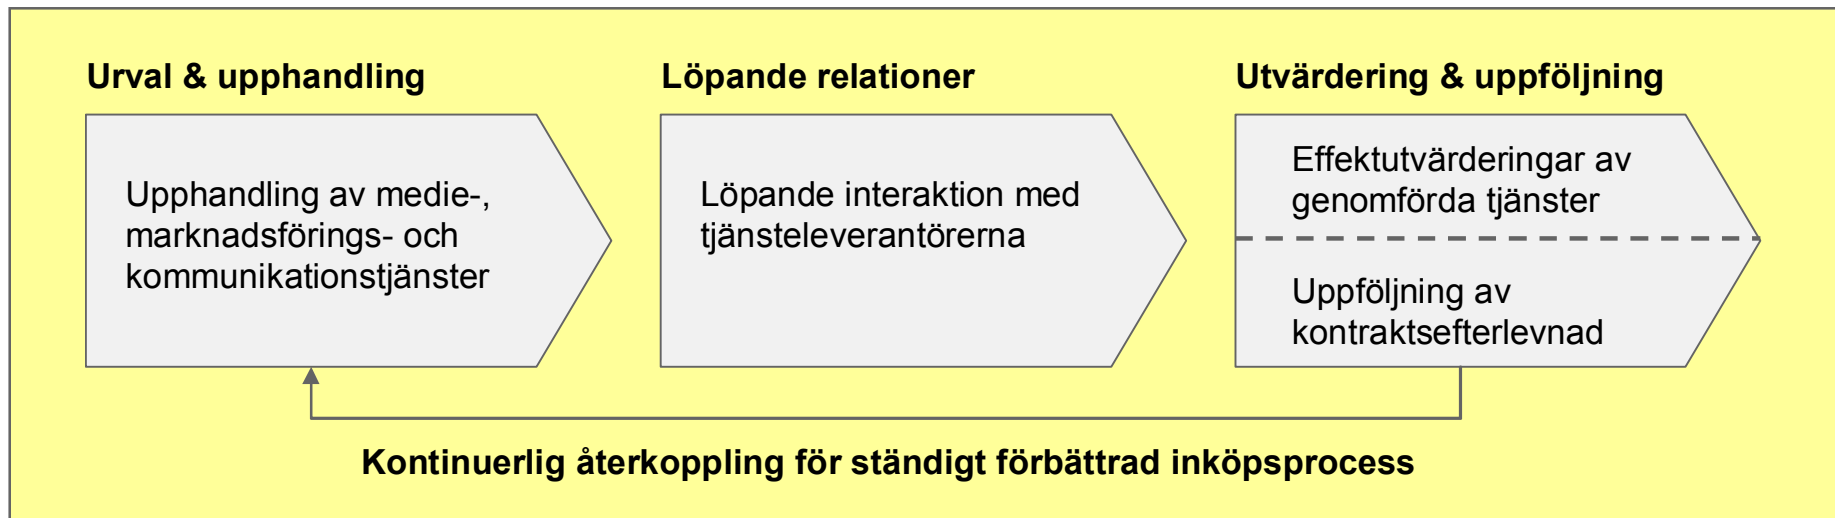 Urval & upphandling
Upphandling av medie-,
marknadsförings- och
kommunikationstjänster
Löpande relationer
Löpande interaktion med
tjänsteleverantörerna
Utvärdering & uppföljning
Effektutvärderingar av
genomförda tjänster
Uppföljning av
kontraktsefterlevnad
Kontinuerlig återkoppling för ständigt förbättrad inköpsprocess